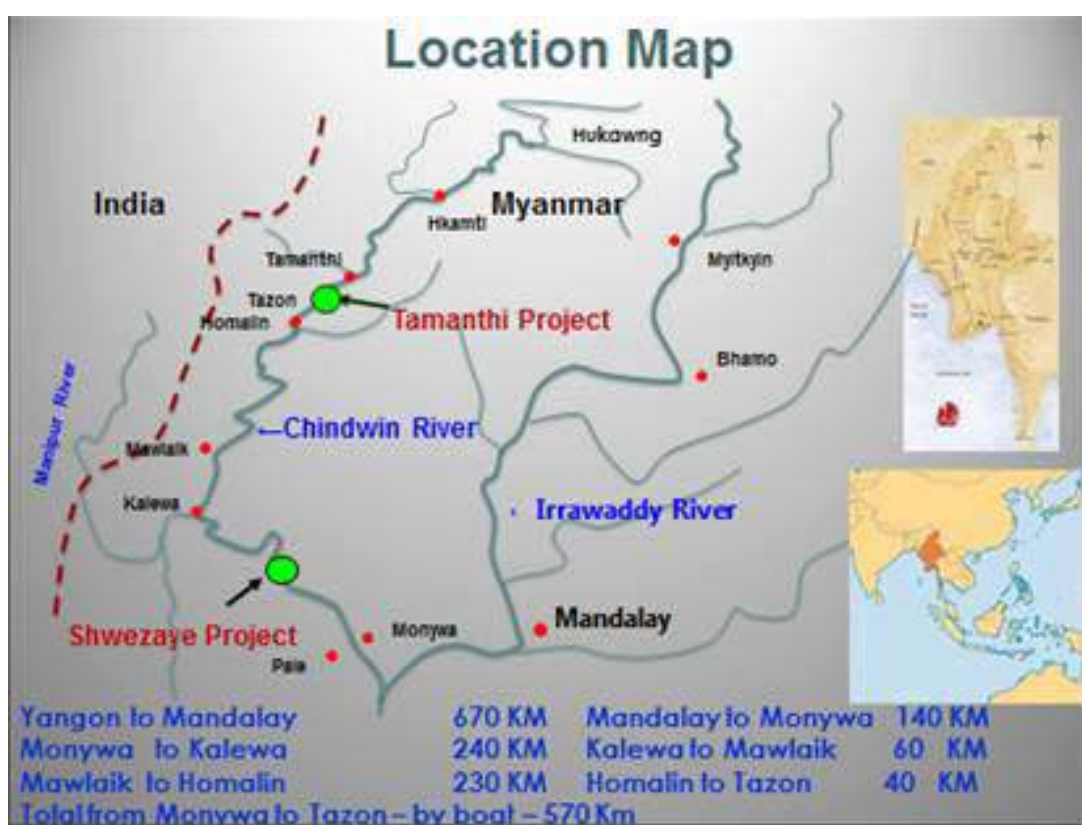 Location Map
Hukawng
India
Myanmar
Hkamti
Tamanthi
Myitkyin
Tazon
Homalin
Tamanthi Project
Bhamo
Manipur River
←Chindwin River
Mawlaik
Kalewa
Irrawaddy River
Mandalay
Shwezaye Project
Monywa
Pale
Yangon to Mandalay 670 KM Mandalay to Monywa 140 KM
Monywa to Kalewa 240 KM Kalewa to Mawlaik 60 KM
Mawlaik to Homalin 230 KM Homalin to Tazon 40 KM
Total from Monywa to Tazon – by boat – 570 Km